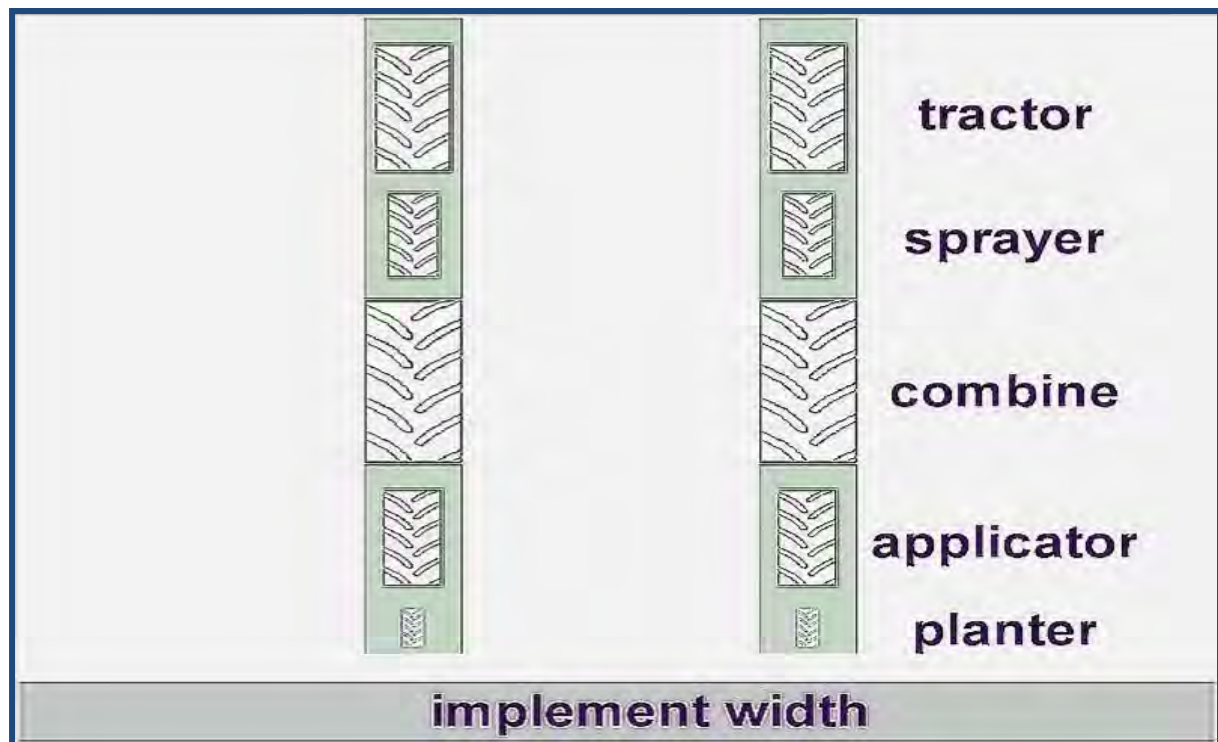 tractor
sprayer
combine
applicator
planter
implement width